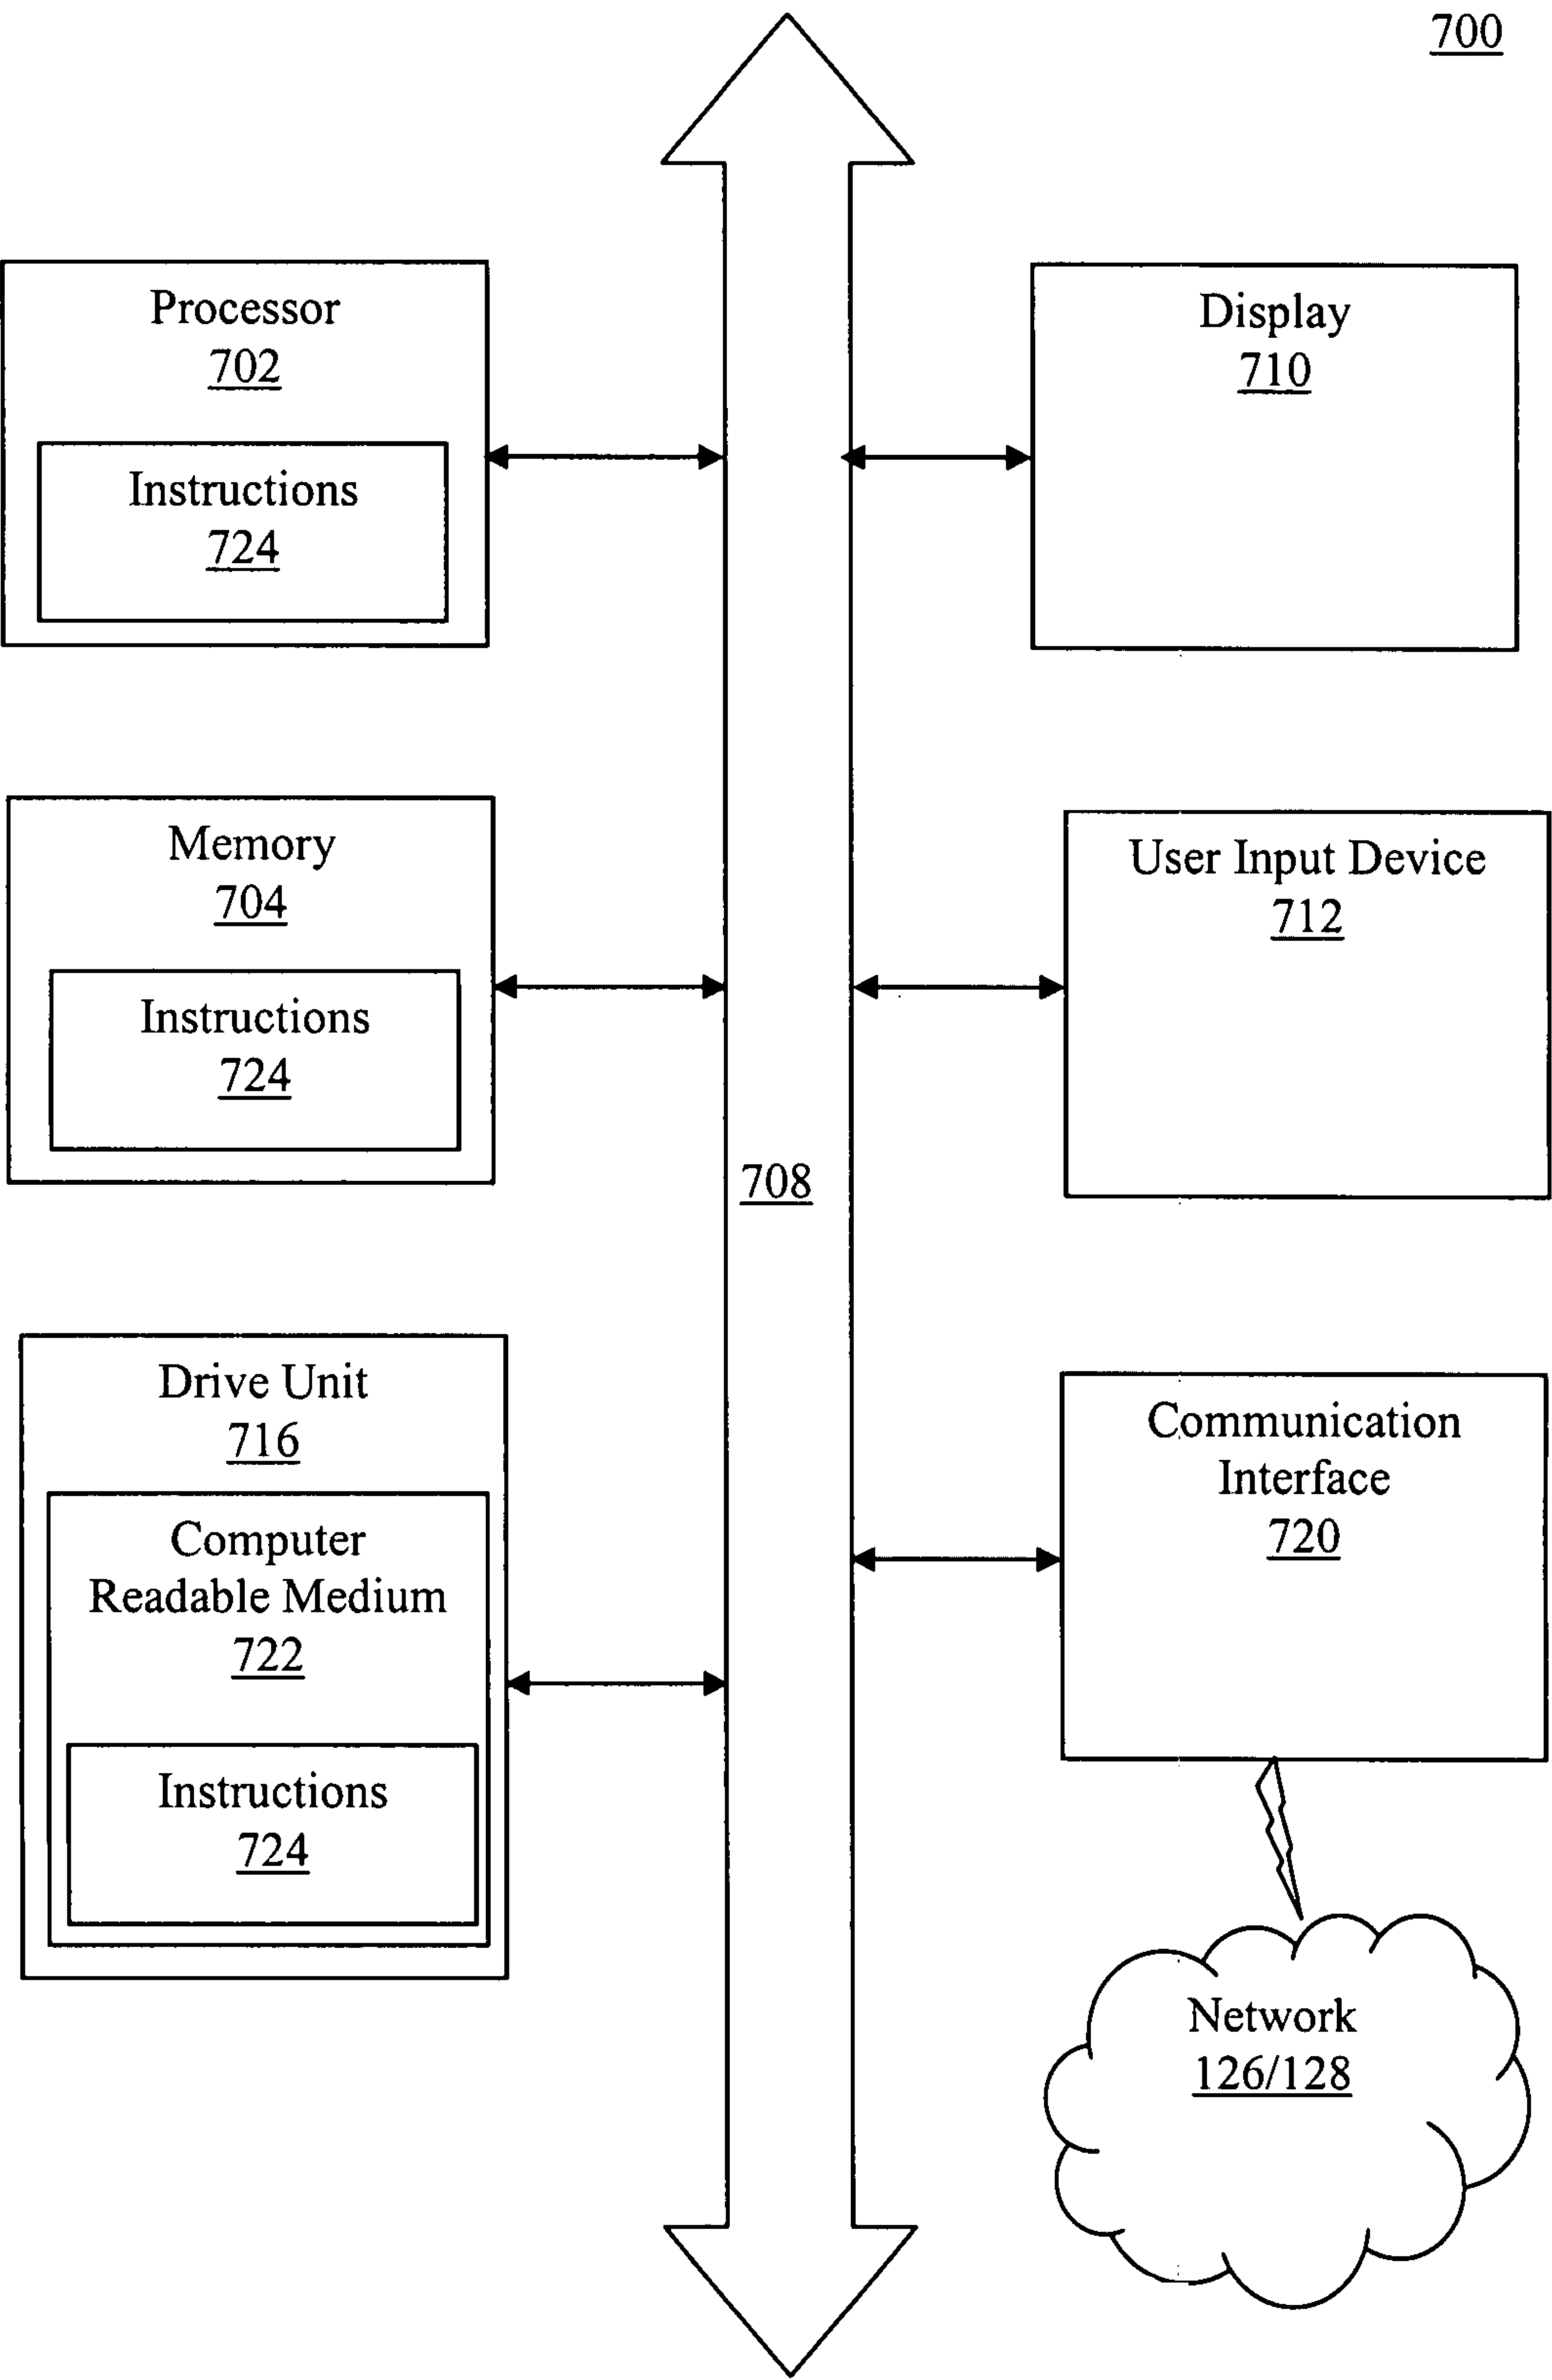 700
Processor
702
Instructions
724
Display
710
Memory
704
Instructions
724
User Input Device
712
708
Drive Unit
716
Computer
Readable Medium
722
Instructions
724
Communication
Interface
720
Network
126/128